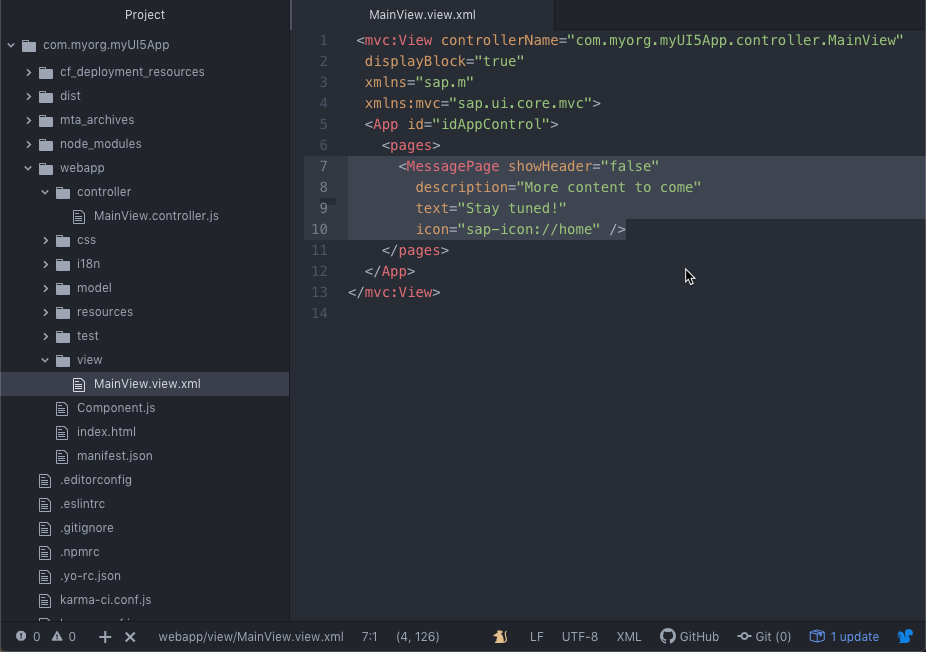 Project
com.myorg.myUI5App
cf_deployment_resources
dist
mta_archives
node_modules
webapp
controller
MainView.controller.js
css
i18n
model
resources
test
view
MainView.view.xml
Component.js
index.html
manifest.json
.editorconfig
.eslintrc
.gitignore
.npmrc
.yo-rc.json
karma-ci.conf.js
MainView.view.xml
1 <mvc:View controllerName="com.myorg.myUI5App.controller.MainView"
2 displayBlock="true"
3 xmlns="sap.m"
4 xmlns:mvc="sap.ui.core.mvc">
5 <App id="idAppControl">
6 <pages>
7 <MessagePage showHeader="false"
8 description="More content to come"
9 text="Stay tuned!"
10 icon="sap-icon://home" />
11 </pages>
12 </App>
13 </mvc:View>
14
0 0 + × webapp/view/MainView.view.xml 7:1 (4, 126) LF UTF-8 XML GitHub Git (0) 1 update